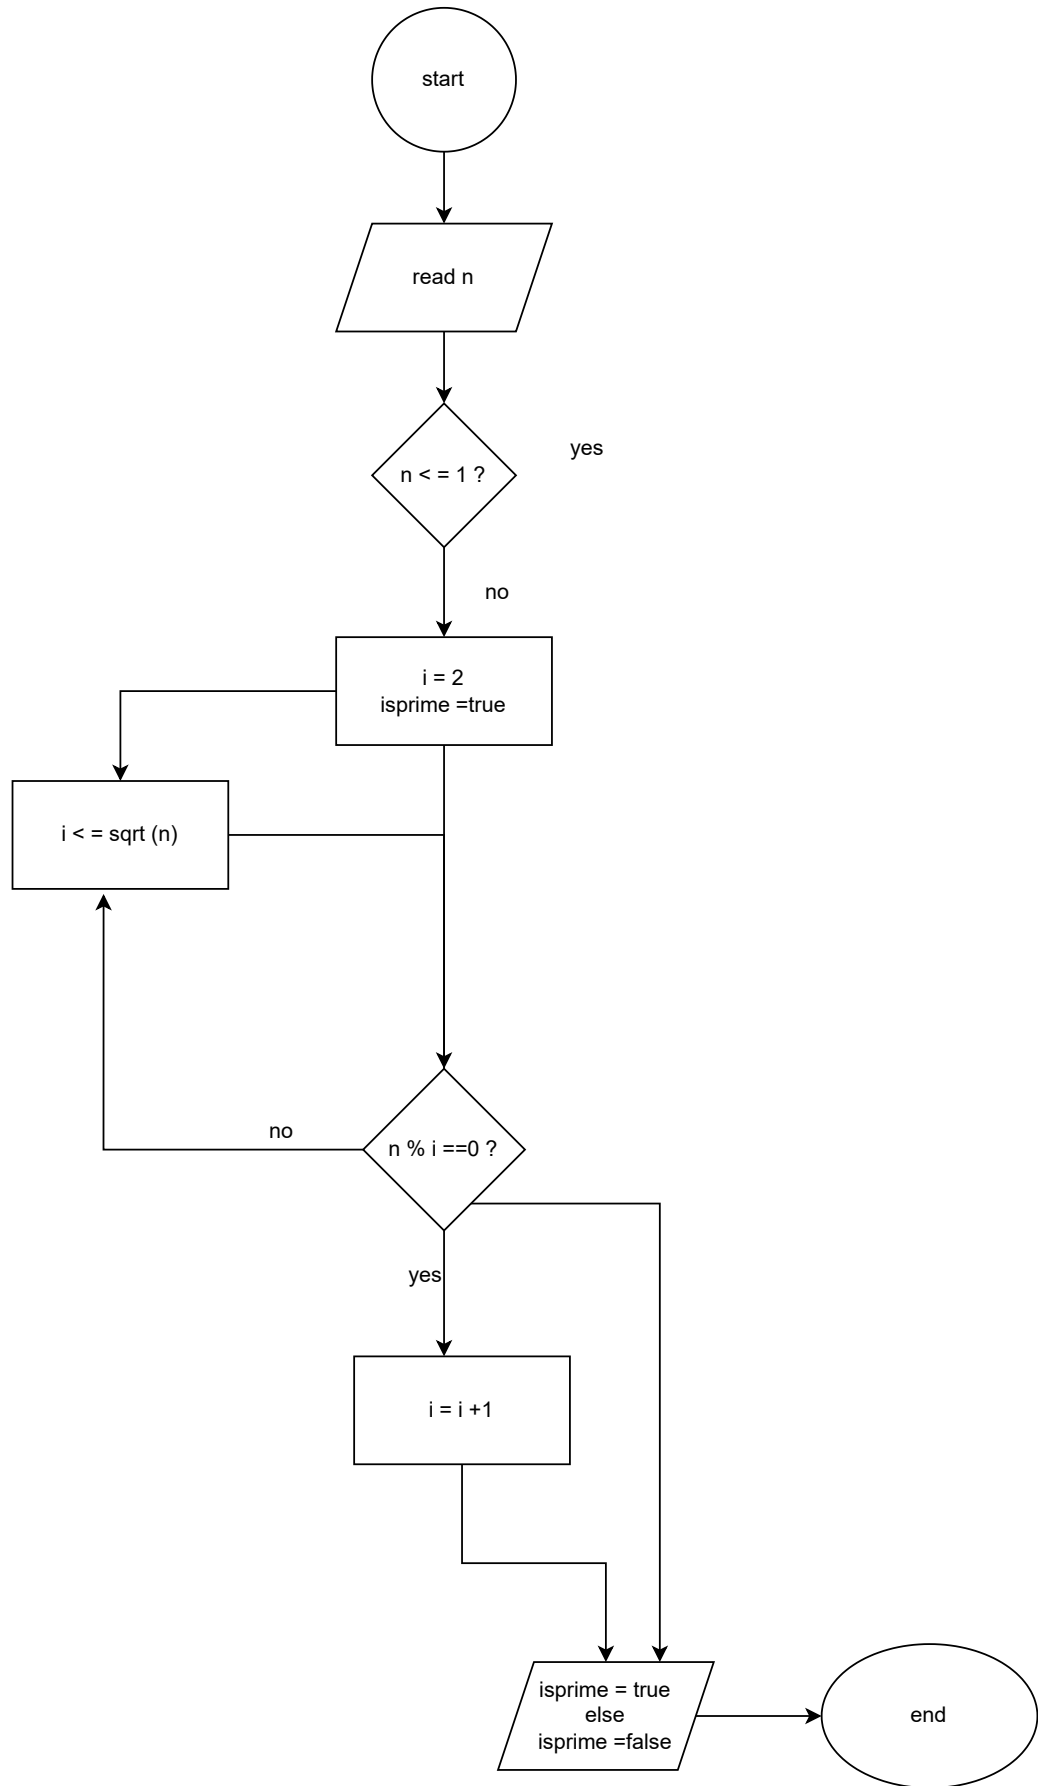 start
read n
n < = 1 ?
yes
no
i = 2
isprime =true
i < = sqrt (n)
no
n % i ==0 ?
yes
i = i +1
isprime = true
else
isprime =false
end